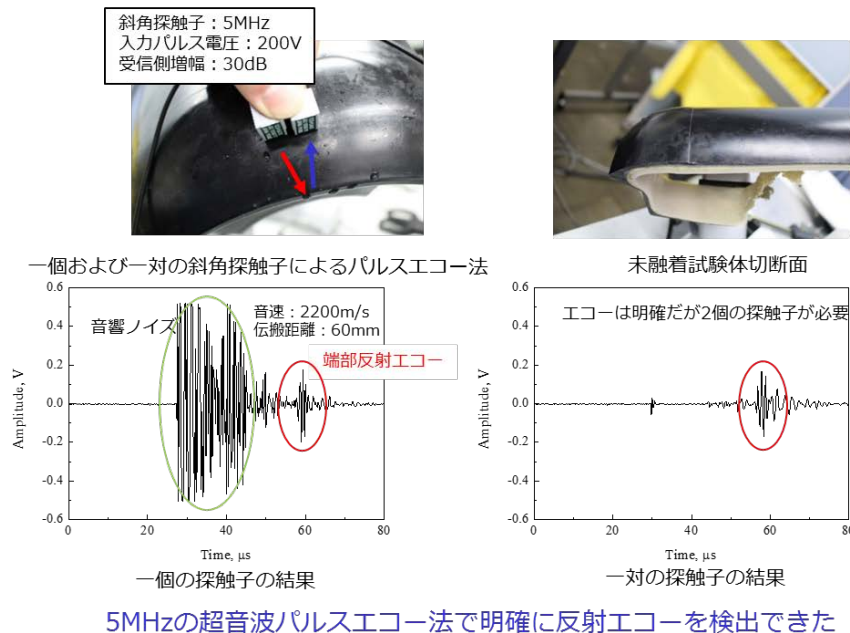 斜角探触子：5MHz
入力パルス電圧：200V
受信側増幅：30dB
一個および一対の斜角探触子によるパルスエコー法
未融着試験体切断面
0.6
0.4
0.2
0.0
-0.2
-0.4
-0.6
Amplitude, V
音響ノイズ
音速：2200m/s
伝搬距離：60mm
端部反射エコー
0
20
40
60
80
Time, μs
一個の探触子の結果
0.6
0.4
0.2
0.0
-0.2
-0.4
-0.6
Amplitude, V
エコーは明確だが2個の探触子が必要
0
20
40
60
Time, μs
一対の探触子の結果
5MHzの超音波パルスエコー法で明確に反射エコーを検出できた